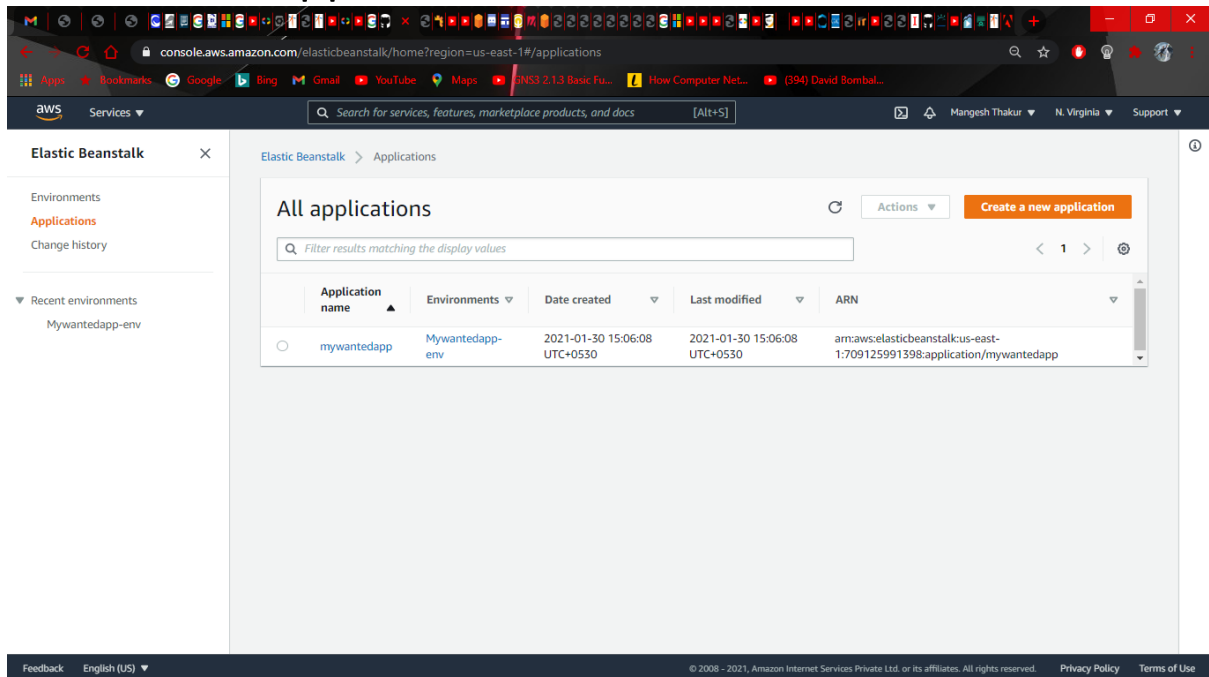 console.aws.amazon.com/elasticbeanstalk/home?region=us-east-1#/applications
Apps Bookmarks Google Bing Gmail YouTube Maps GNS3 2.1.3 Basic Fu... How Computer Net... (394) David Bombal...
aws Services Search for services, features, marketplace products, and docs [Alt+S] Mangesh Thakur N. Virginia Support
Elastic Beanstalk
Environments
Applications
Change history
Recent environments
Mywantedapp-env
Elastic Beanstalk > Applications
All applications Actions Create a new application
Filter results matching the display values < 1 >
Application name Environments Date created Last modified ARN
mywantedapp Mywantedapp-env 2021-01-30 15:06:08 UTC+0530 2021-01-30 15:06:08 UTC+0530 arn:aws:elasticbeanstalk:us-east-1:709125991398:application/mywantedapp
Feedback English (US) © 2008 - 2021, Amazon Internet Services Private Ltd. or its affiliates. All rights reserved. Privacy Policy Terms of Use